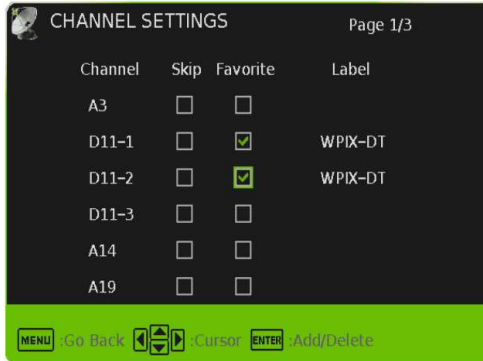 CHANNEL SETTINGS Page 1/3
Channel Skip Favorite Label
A3
D11-1 WPIX-DT
D11-2 WPIX-DT
D11-3
A14
A19
MENU :Go Back :Cursor ENTER :Add/Delete